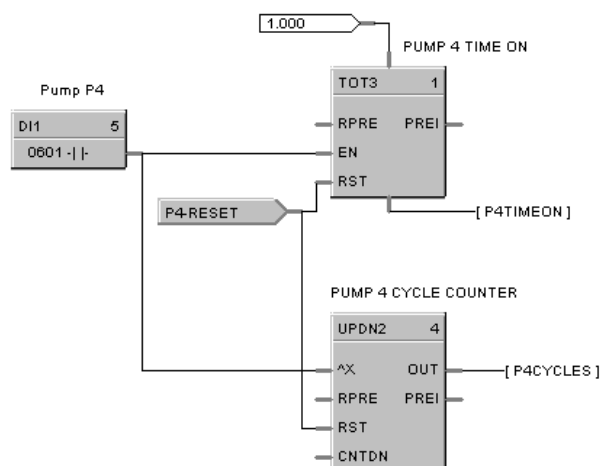 1.000
PUMP 4 TIME ON
Pump P4
TOT3 1
DI1 5
RPRE PREI
0601 -| |-
EN
RST
P4-RESET
[ P4TIMEON ]
PUMP 4 CYCLE COUNTER
UPDN2 4
^X OUT
[ P4CYCLES ]
RPRE PREI
RST
CNTDN